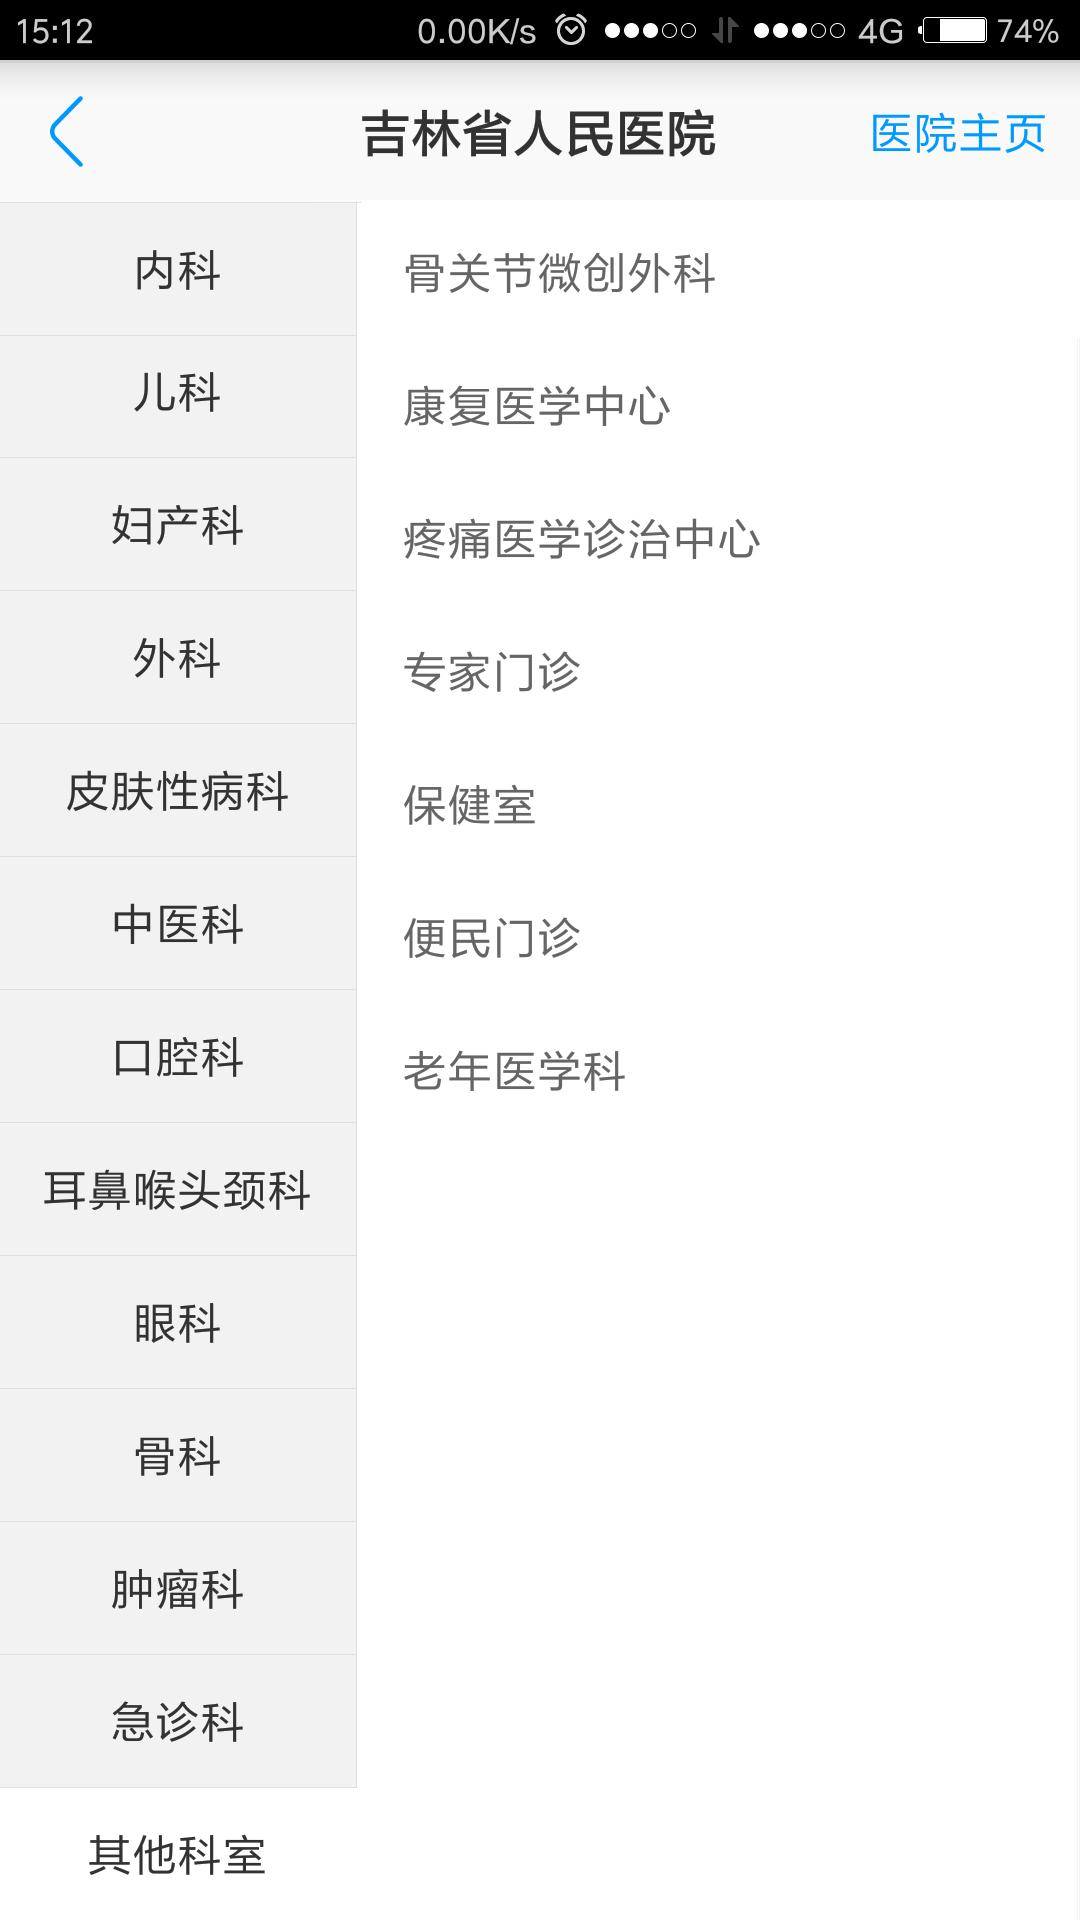 15:12 0.00K/s 4G 74%
吉林省人民医院 医院主页
内科
儿科
妇产科
外科
皮肤性病科
中医科
口腔科
耳鼻喉头颈科
眼科
骨科
肿瘤科
急诊科
其他科室
骨关节微创外科
康复医学中心
疼痛医学诊治中心
专家门诊
保健室
便民门诊
老年医学科